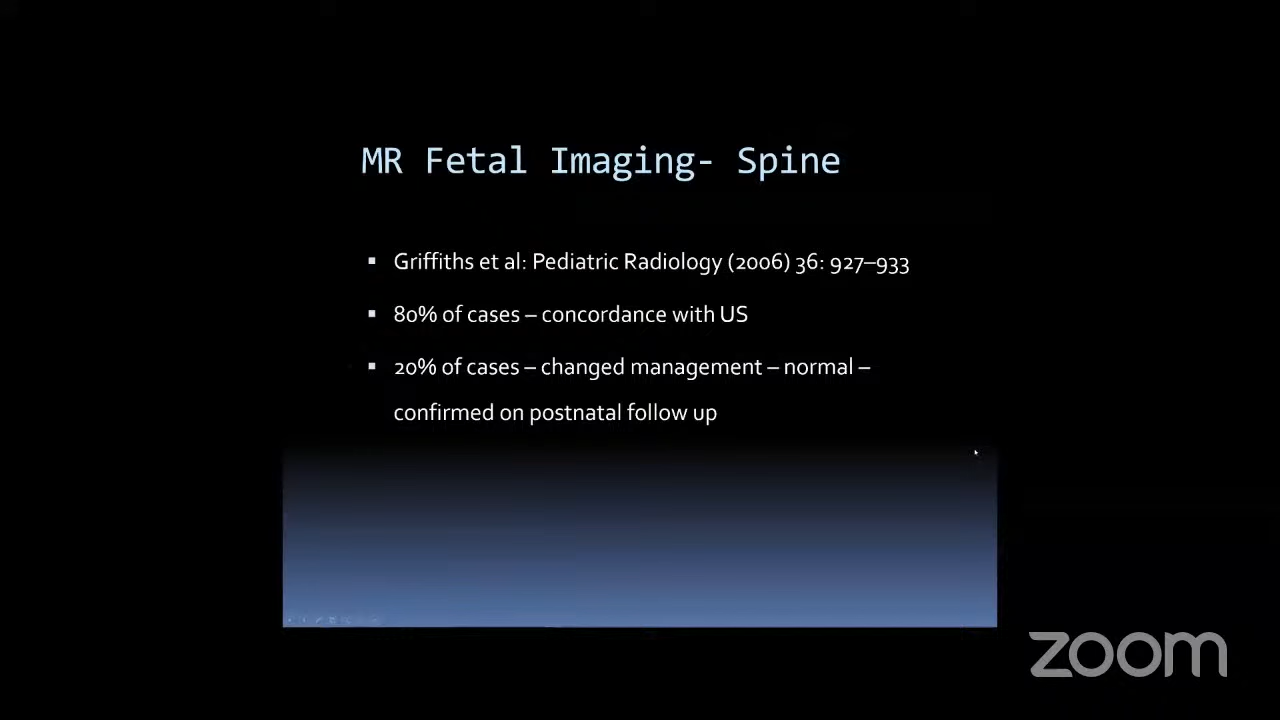 MR Fetal Imaging- Spine
▪ Griffiths et al: Pediatric Radiology (2006) 36: 927–933
▪ 80% of cases – concordance with US
▪ 20% of cases – changed management – normal –
confirmed on postnatal follow up
zoom